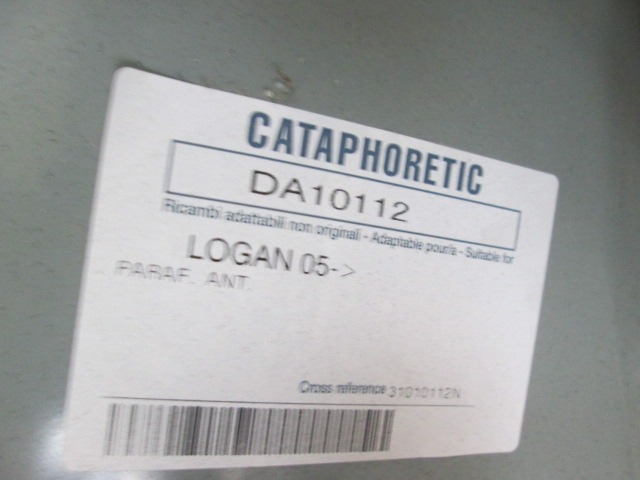 CATAPHORETIC
DA10112
Ricambi adattabili non originali - Adaptable pour/a - Suitable for
LOGAN 05->
PARAF. ANT.
Cross reference 31010112N